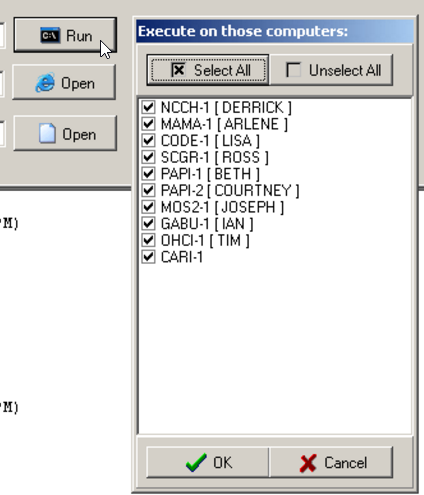 Execute on those computers:
Run
Select All
Unselect All
Open
NCCH-1 [ DERRICK ]
MAMA-1 [ ARLENE ]
CODE-1 [ LISA ]
Open
SCGR-1 [ ROSS ]
PAPI-1 [ BETH ]
PAPI-2 [ COURTNEY ]
MOS2-1 [ JOSEPH ]
PM)
GABU-1 [ IAN ]
OHCI-1 [ TIM ]
CARI-1
PM)
OK
Cancel